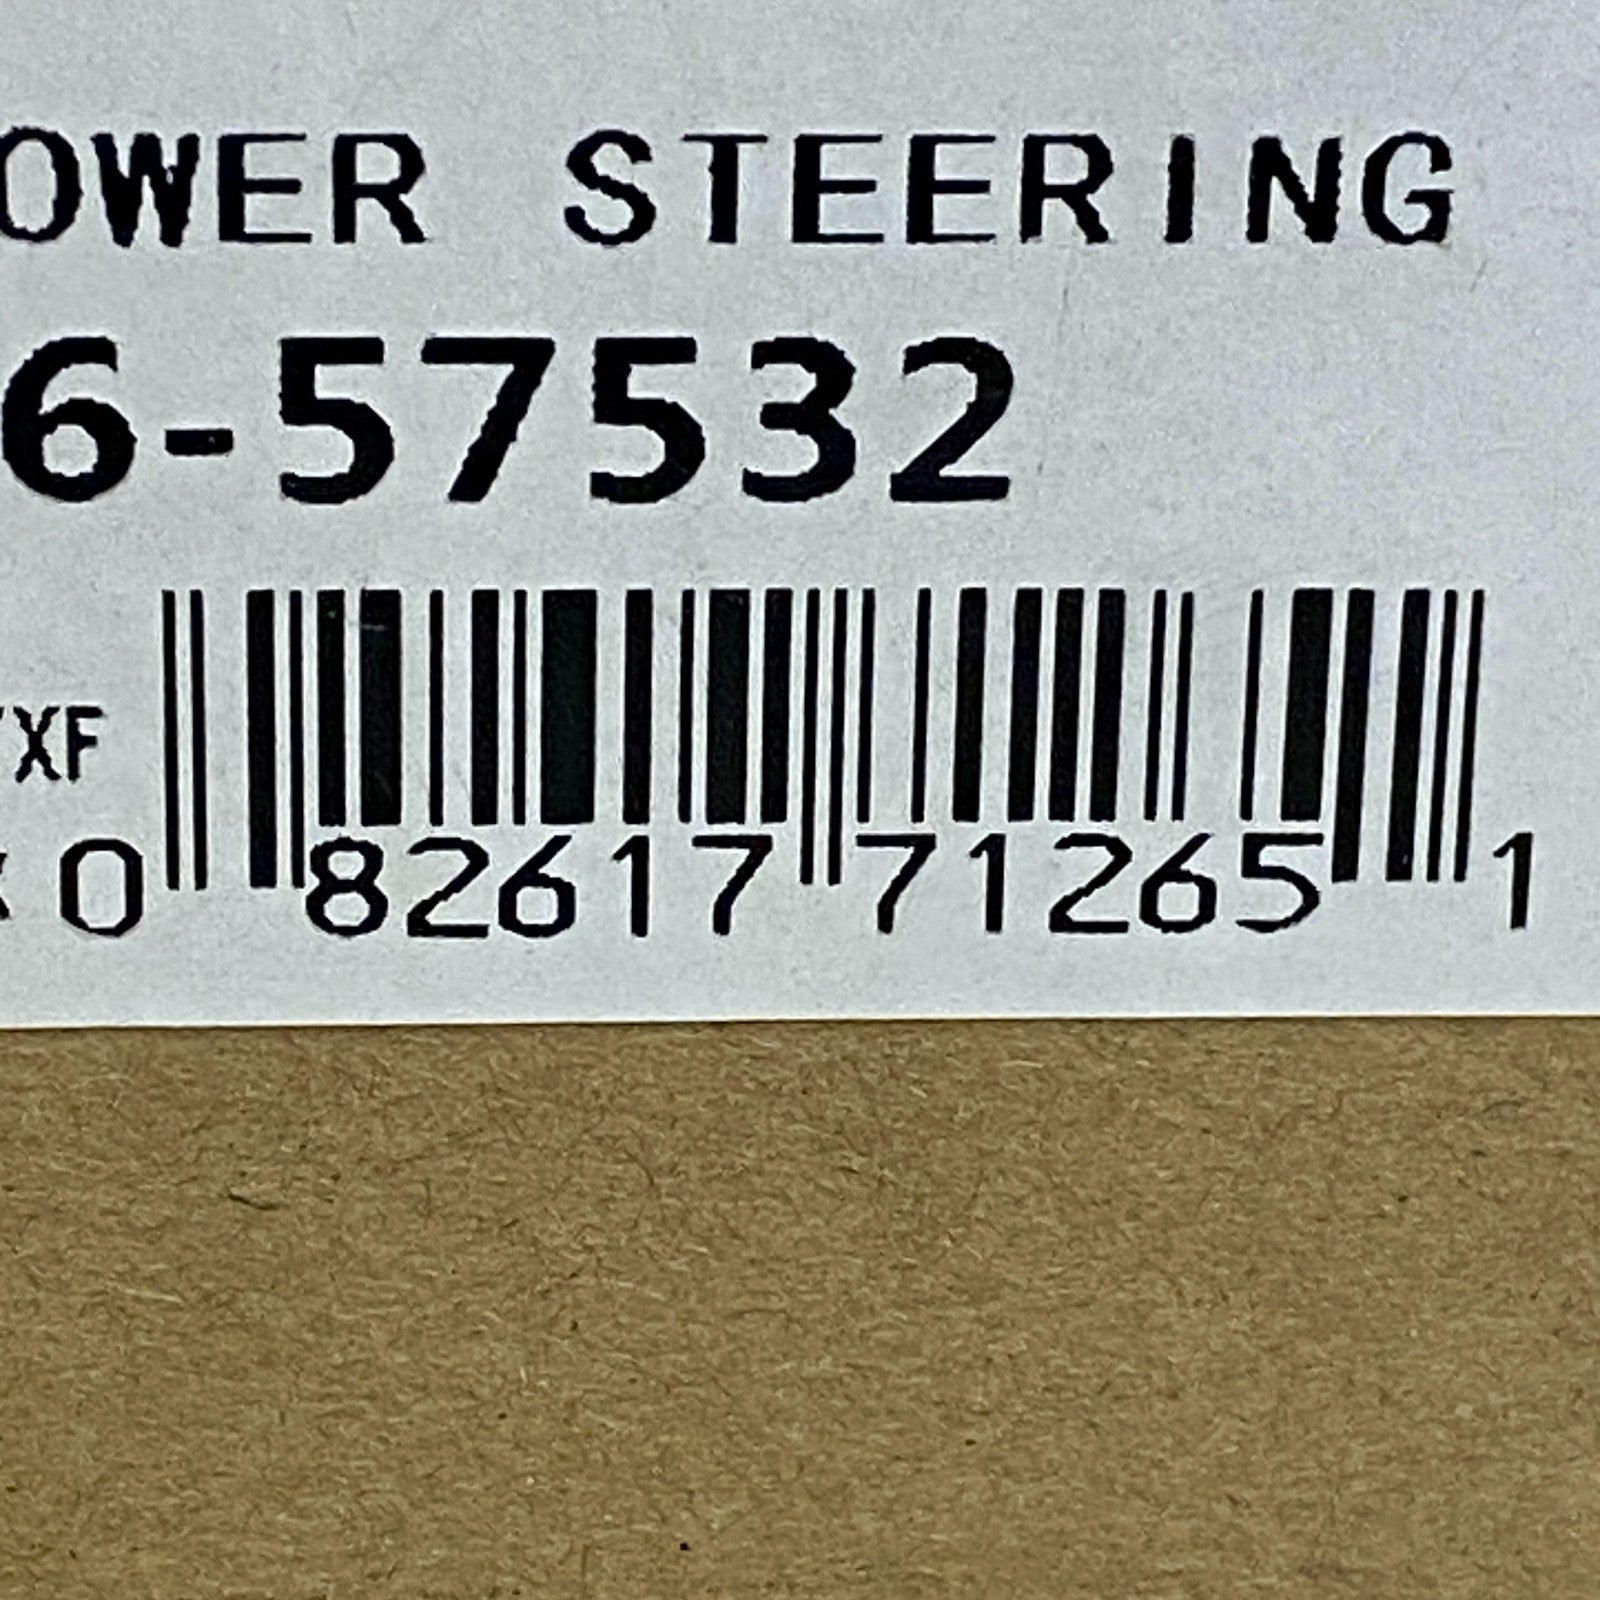 OWER STEERING
6-57532
XF
0 82617 71265 1